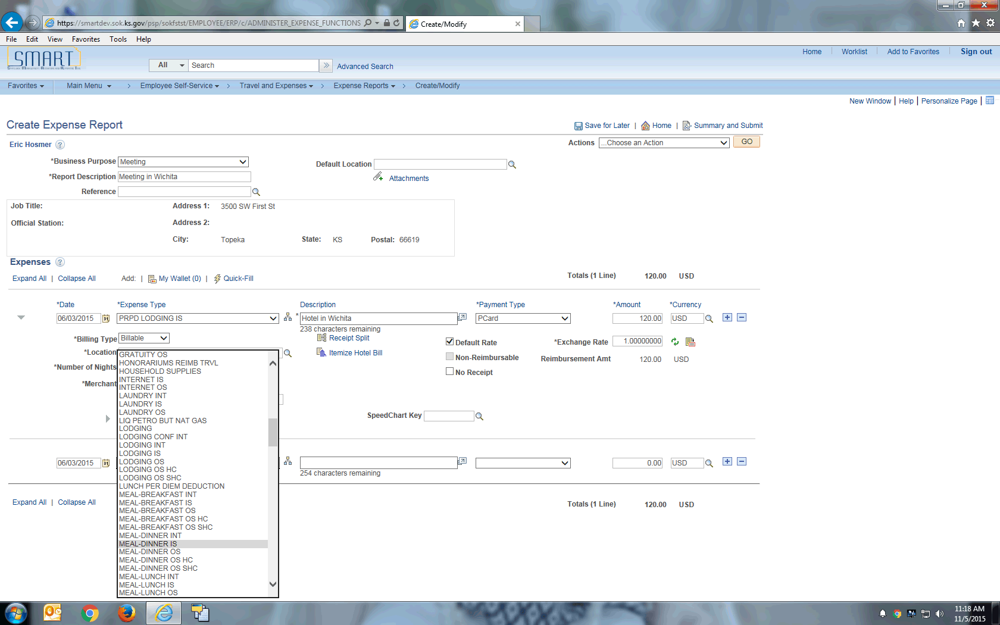 https://smartdev.sok.ks.gov/psp/sokfstst/EMPLOYEE/ERP/c/ADMINISTER_EXPENSE_FUNCTIONS
Create/Modify
File Edit View Favorites Tools Help
SMART
All Search Advanced Search
Home Worklist Add to Favorites Sign out
Favorites Main Menu > Employee Self-Service > Travel and Expenses > Expense Reports > Create/Modify
New Window | Help | Personalize Page |
Create Expense Report
Save for Later | Home | Summary and Submit
Eric Hosmer ?
Actions ...Choose an Action GO
*Business Purpose Meeting
Default Location
*Report Description Meeting in Wichita
Attachments
Reference
Job Title: Address 1: 3500 SW First St
Official Station: Address 2:
City: Topeka State: KS Postal: 66619
Expenses ?
Expand All | Collapse All Add: | My Wallet (0) | Quick-Fill
Totals (1 Line) 120.00 USD
*Date *Expense Type Description *Payment Type *Amount *Currency
06/03/2015 31 PRPD LODGING IS * Hotel in Wichita PCard 120.00 USD
238 characters remaining
*Billing Type Billable Receipt Split Default Rate *Exchange Rate 1.00000000
*Location Itemize Hotel Bill Non-Reimbursable Reimbursement Amt 120.00 USD
*Number of Nights No Receipt
*Merchant
SpeedChart Key
GRATUITY OS
HONORARIUMS REIMB TRVL
HOUSEHOLD SUPPLIES
INTERNET IS
INTERNET OS
LAUNDRY INT
LAUNDRY IS
LAUNDRY OS
LIQ PETRO BUT NAT GAS
LODGING
LODGING CONF INT
LODGING INT
LODGING IS
LODGING OS
LODGING OS HC
LODGING OS SHC
LUNCH PER DIEM DEDUCTION
MEAL-BREAKFAST INT
MEAL-BREAKFAST IS
MEAL-BREAKFAST OS
MEAL-BREAKFAST OS HC
MEAL-BREAKFAST OS SHC
MEAL-DINNER INT
MEAL-DINNER IS
MEAL-DINNER OS
MEAL-DINNER OS HC
MEAL-DINNER OS SHC
MEAL-LUNCH INT
MEAL-LUNCH IS
MEAL-LUNCH OS
06/03/2015 31 0.00 USD
254 characters remaining
Expand All | Collapse All
Totals (1 Line) 120.00 USD
11:18 AM
11/5/2015